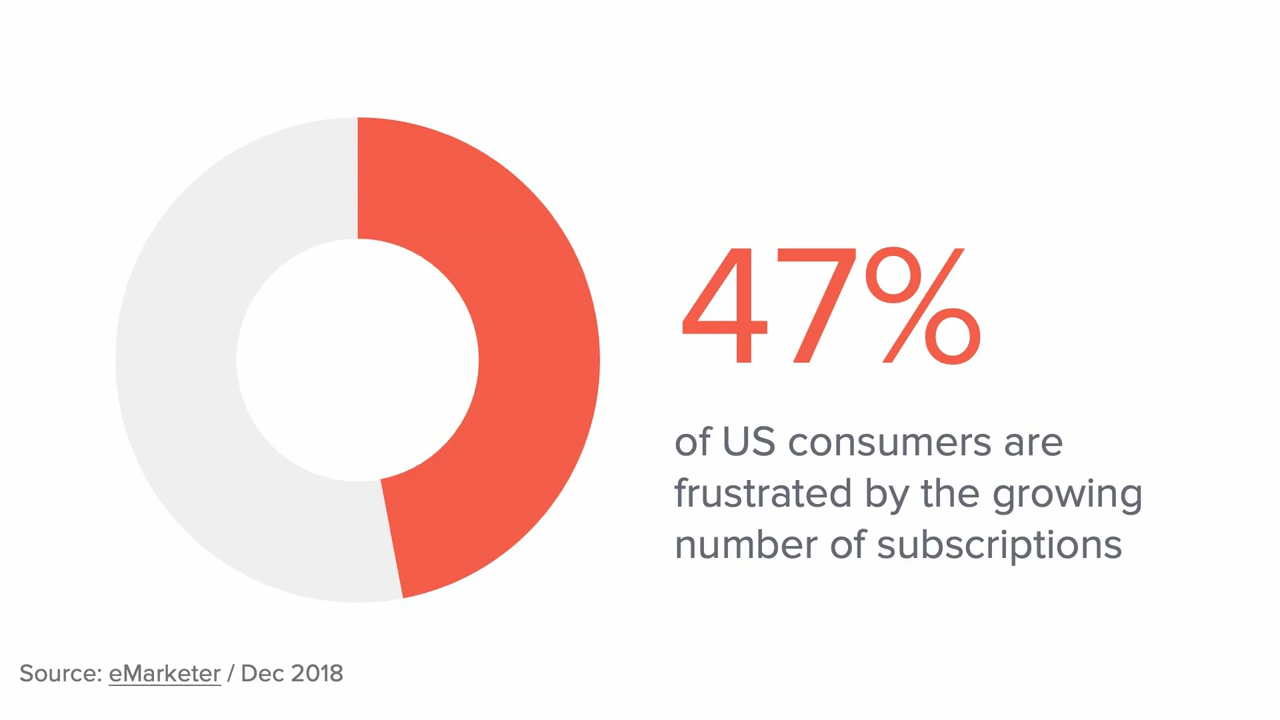 47%
of US consumers are
frustrated by the growing
number of subscriptions
Source: eMarketer / Dec 2018